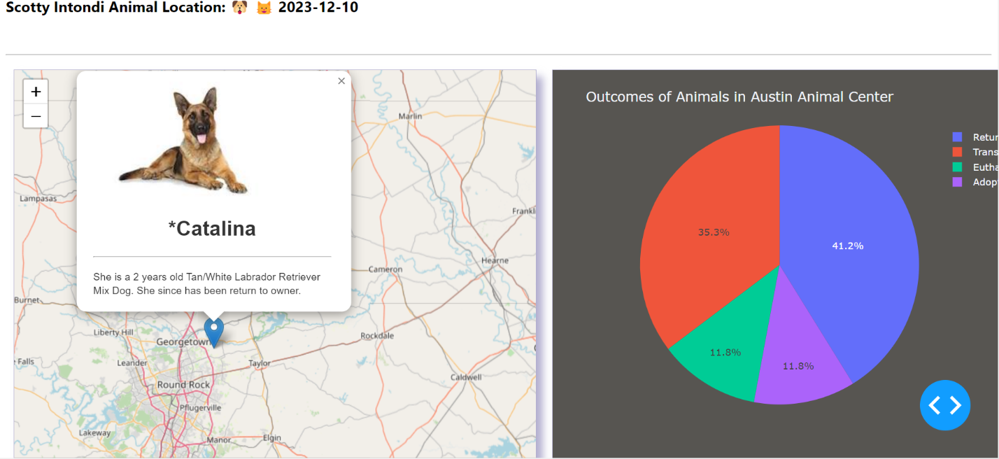 Scotty Intondi Animal Location: 🐶 😺 2023-12-10
+
−
×
*Catalina
She is a 2 years old Tan/White Labrador Retriever
Mix Dog. She since has been return to owner.
Marlin
Lampasas
Frankl
Hearne
Cameron
Burnet
Liberty Hill
Georgetown
Rockdale
Falls
Leander
Taylor
Caldwell
Round Rock
Pflugerville
Lakeway
Manor
Elgin
Outcomes of Animals in Austin Animal Center
Retur
Trans
Eutha
Adop
35.3%
41.2%
11.8%
11.8%